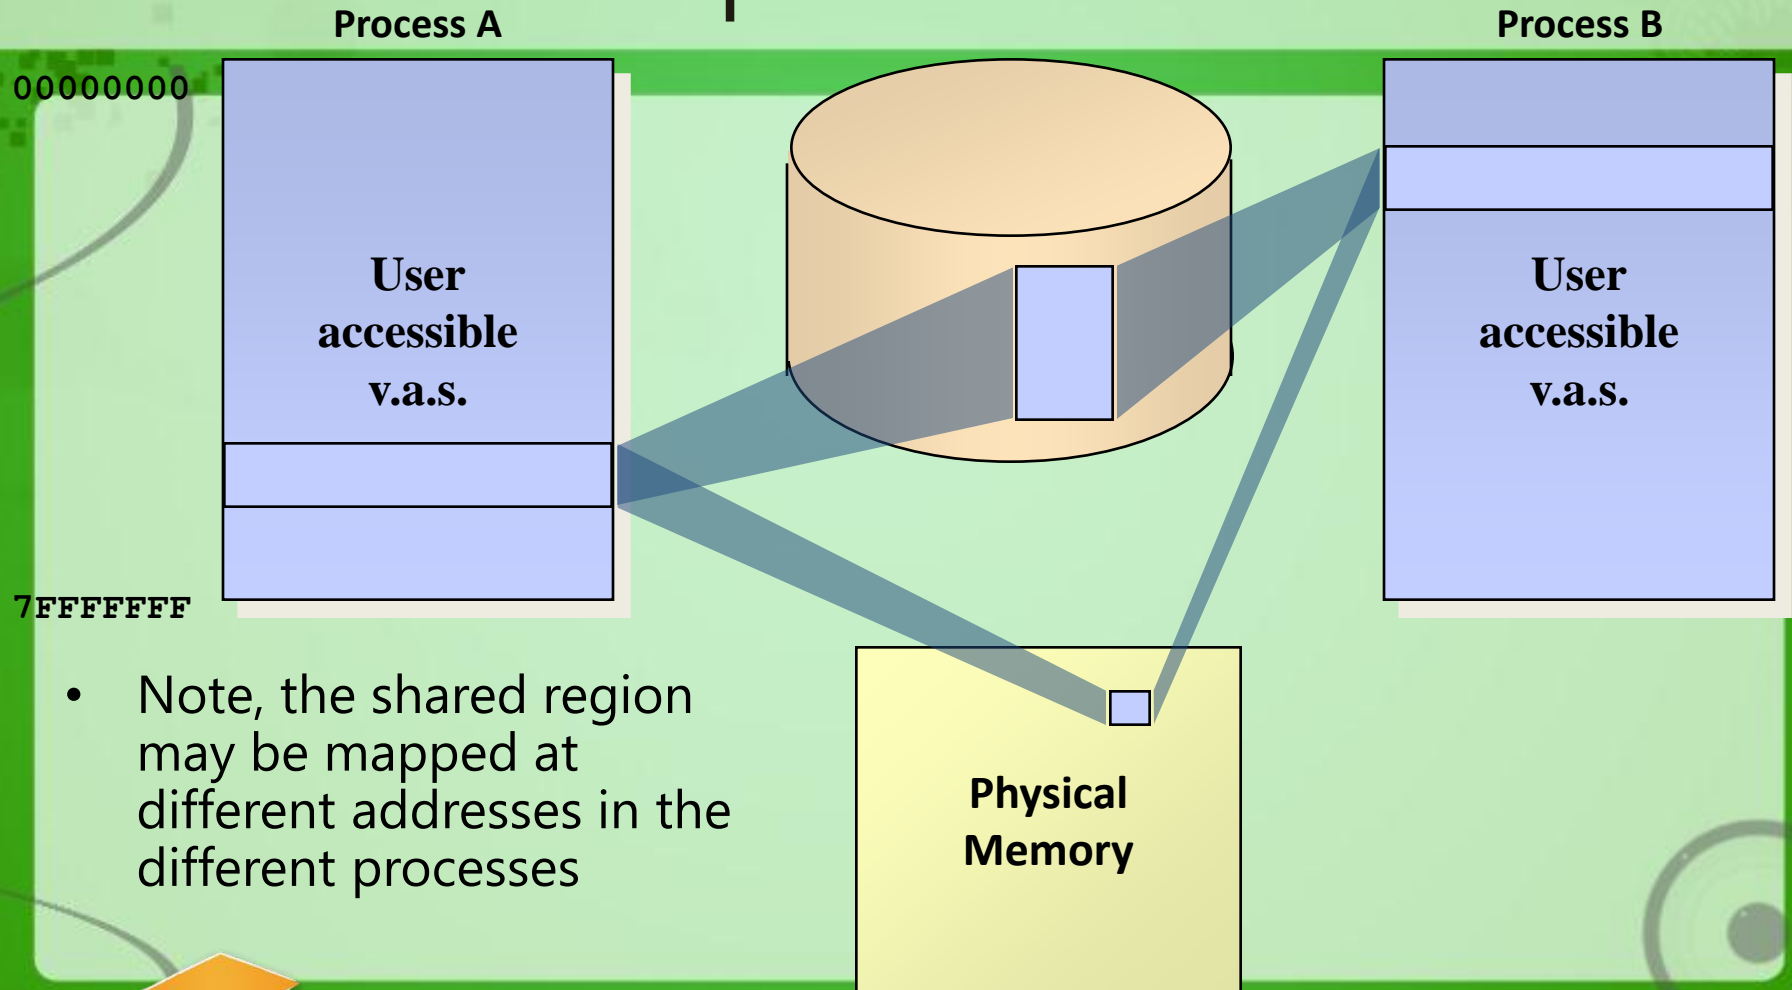 Process A
Process B
00000000
User
accessible
v.a.s.
User
accessible
v.a.s.
7FFFFFFF
• Note, the shared region
may be mapped at
different addresses in the
different processes
Physical
Memory